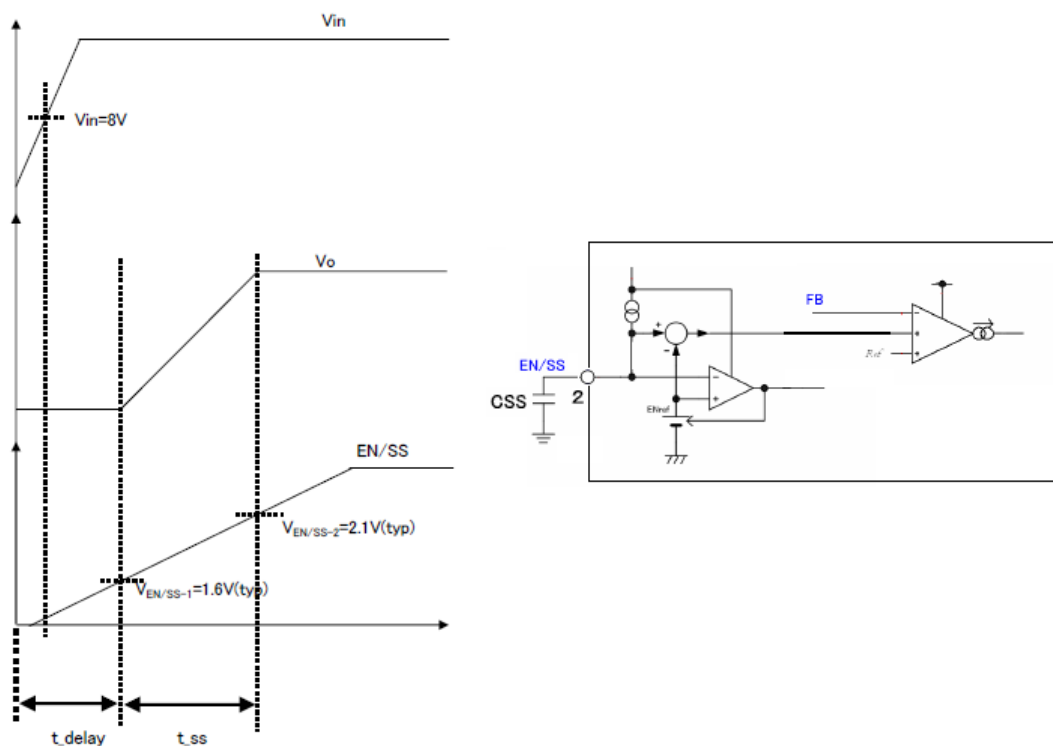 Vin
Vin=8V
Vo
EN/SS
VEN/SS-2=2.1V(typ)
VEN/SS-1=1.6V(typ)
t_delay
t_ss
FB
Ref
EN/SS
2
CSS
ENref
+
-
-
+
-
+
+